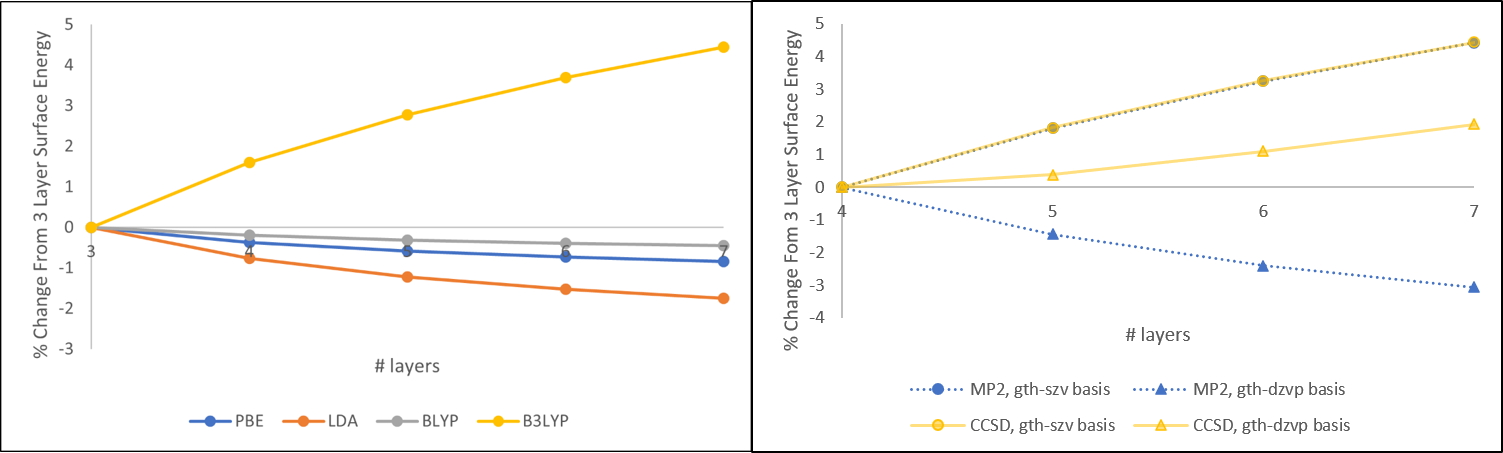 % Change From 3 Layer Surface Energy
5
4
3
2
1
0
-1
-2
-3
3
4
5
6
7
# layers
PBE
LDA
BLYP
B3LYP
% Change Fom 3 Layer Surface Energy
5
4
3
2
1
0
-1
-2
-3
-4
4
5
6
7
# layers
MP2, gth-szv basis
MP2, gth-dzvp basis
CCSD, gth-szv basis
CCSD, gth-dzvp basis